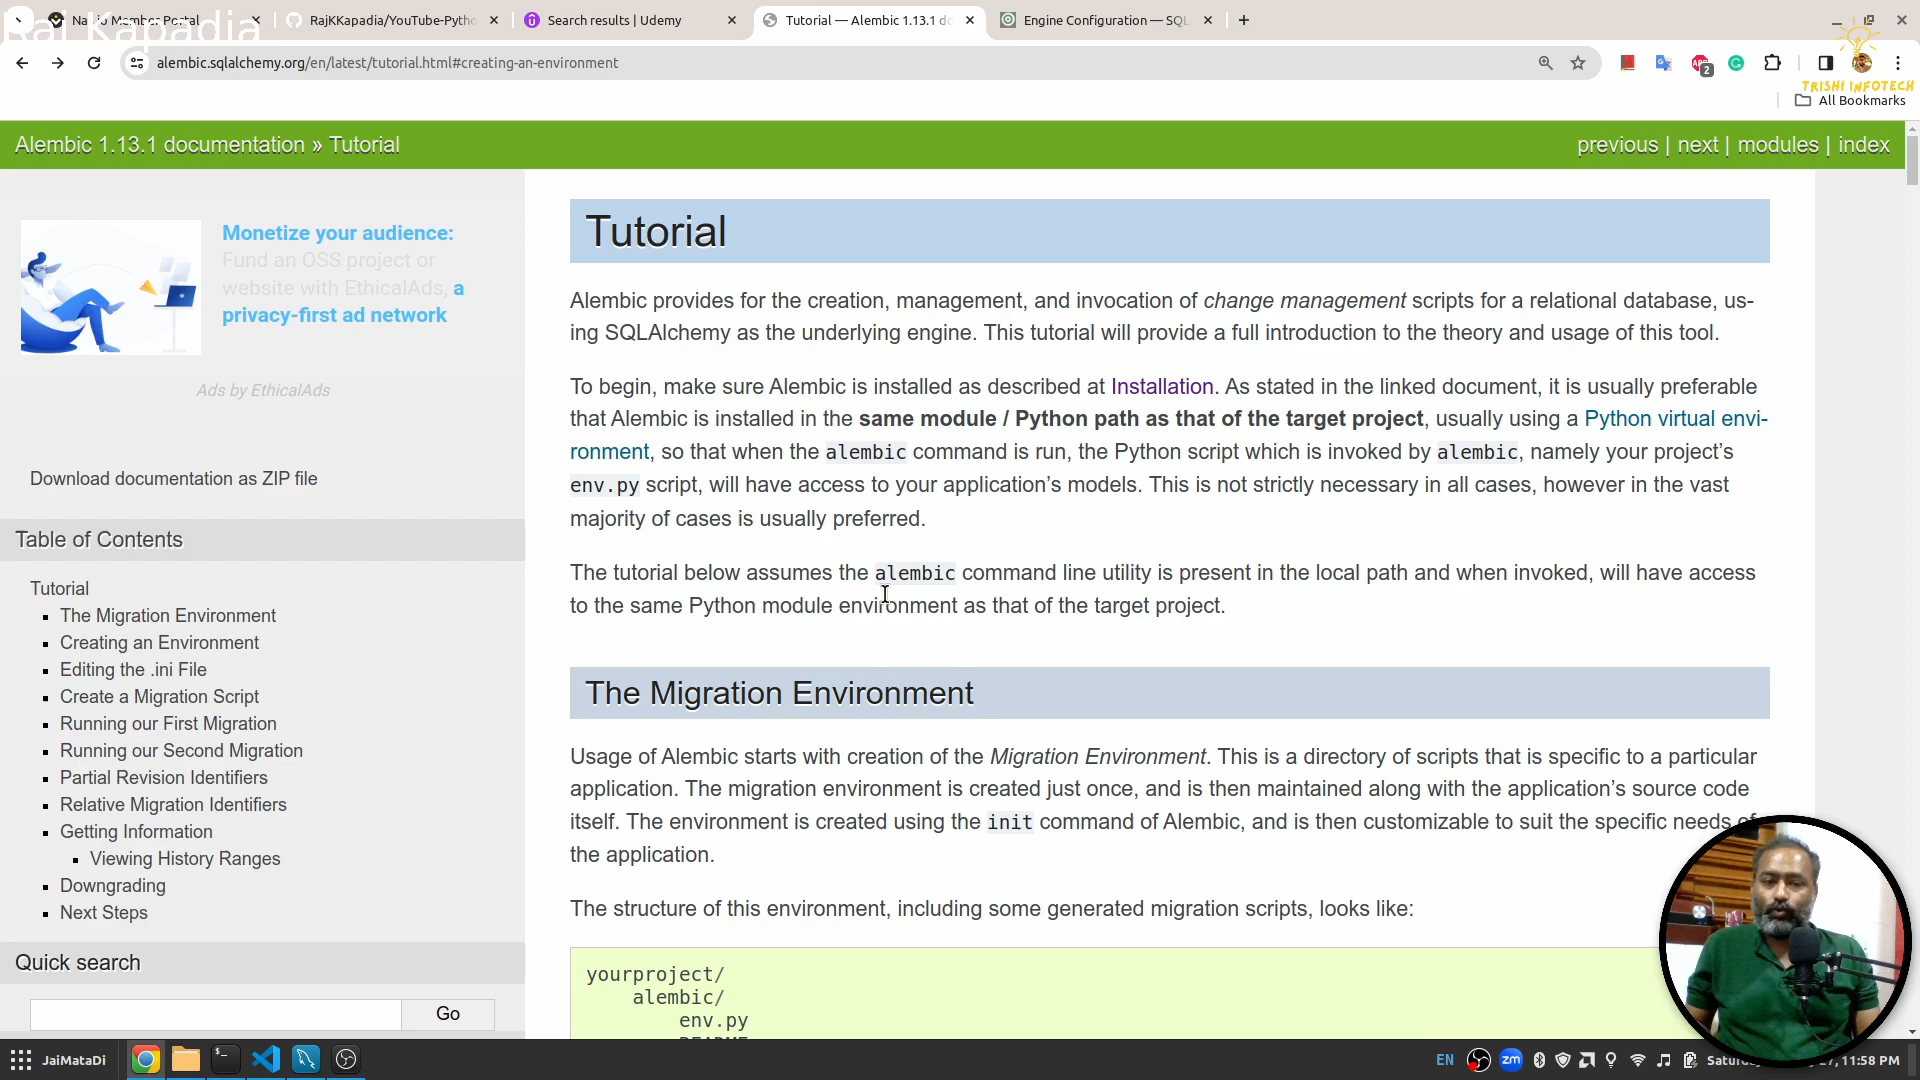 Raj Kapadia
RajKKapadia/YouTube-Pytho
Search results | Udemy
Tutorial — Alembic 1.13.1 do
Engine Configuration — SQL
alembic.sqlalchemy.org/en/latest/tutorial.html#creating-an-environment
2
TRISHI INFOTECH
All Bookmarks
Alembic 1.13.1 documentation » Tutorial
previous | next | modules | index
Monetize your audience:
Fund an OSS project or
website with EthicalAds, a
privacy-first ad network
Ads by EthicalAds
Download documentation as ZIP file
Table of Contents
Tutorial
The Migration Environment
Creating an Environment
Editing the .ini File
Create a Migration Script
Running our First Migration
Running our Second Migration
Partial Revision Identifiers
Relative Migration Identifiers
Getting Information
Viewing History Ranges
Downgrading
Next Steps
Quick search
Go
Tutorial
Alembic provides for the creation, management, and invocation of change management scripts for a relational database, us-
ing SQLAlchemy as the underlying engine. This tutorial will provide a full introduction to the theory and usage of this tool.
To begin, make sure Alembic is installed as described at Installation. As stated in the linked document, it is usually preferable
that Alembic is installed in the same module / Python path as that of the target project, usually using a Python virtual envi-
ronment, so that when the alembic command is run, the Python script which is invoked by alembic, namely your project’s
env.py script, will have access to your application’s models. This is not strictly necessary in all cases, however in the vast
majority of cases is usually preferred.
The tutorial below assumes the alembic command line utility is present in the local path and when invoked, will have access
to the same Python module environment as that of the target project.
The Migration Environment
Usage of Alembic starts with creation of the Migration Environment. This is a directory of scripts that is specific to a particular
application. The migration environment is created just once, and is then maintained along with the application’s source code
itself. The environment is created using the init command of Alembic, and is then customizable to suit the specific needs of
the application.
The structure of this environment, including some generated migration scripts, looks like:
yourproject/
alembic/
env.py
README
JaiMataDi
EN
zm
11:58 PM